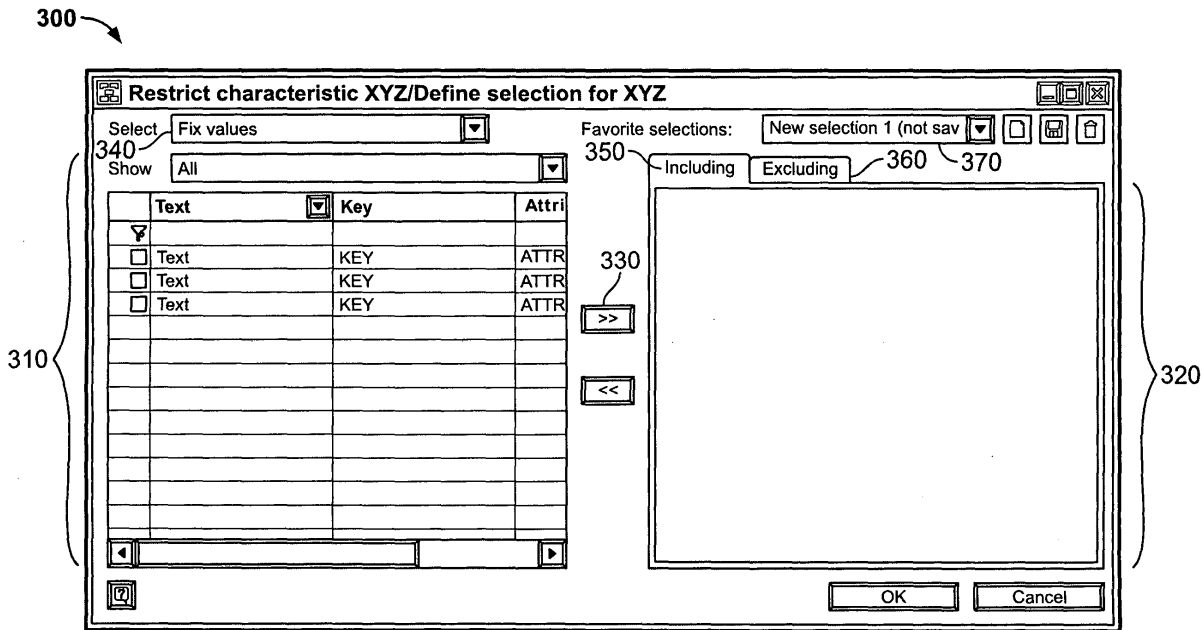 300
Restrict characteristic XYZ/Define selection for XYZ
Select Fix values
Favorite selections: New selection 1 (not sav
340
350
360
370
Show All
Including Excluding
Text Key Attri
Text KEY ATTR
Text KEY ATTR
Text KEY ATTR
330
>>
<<
310
320
?
OK Cancel